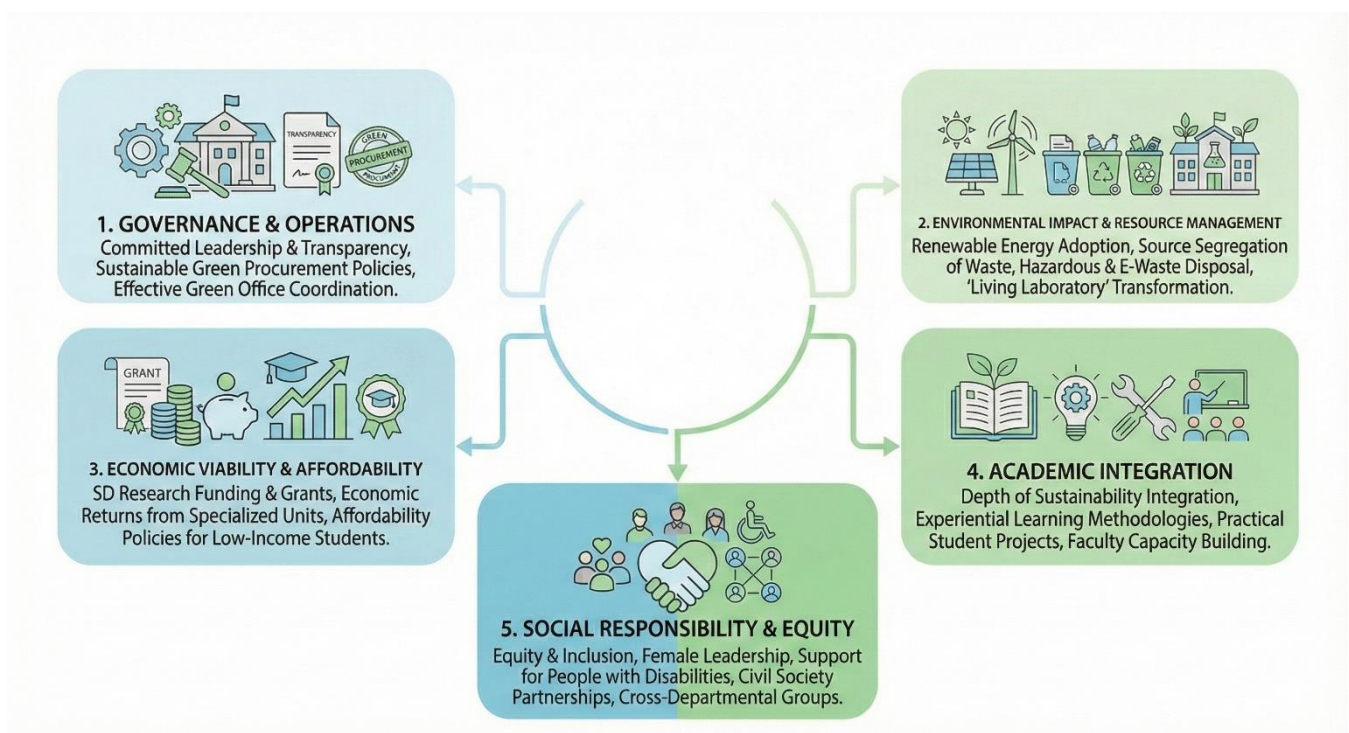 TRANSPARENCY
GREEN
PROCUREMENT
PROCUMENT
1. GOVERNANCE & OPERATIONS
Committed Leadership & Transparency,
Sustainable Green Procurement Policies,
Effective Green Office Coordination.
2. ENVIRONMENTAL IMPACT & RESOURCE MANAGEMENT
Renewable Energy Adoption, Source Segregation
of Waste, Hazardous & E-Waste Disposal,
‘Living Laboratory’ Transformation.
GRANT
3. ECONOMIC VIABILITY & AFFORDABILITY
SD Research Funding & Grants, Economic
Returns from Specialized Units, Affordability
Policies for Low-Income Students.
4. ACADEMIC INTEGRATION
Depth of Sustainability Integration,
Experiential Learning Methodologies, Practical
Student Projects, Faculty Capacity Building.
5. SOCIAL RESPONSIBILITY & EQUITY
Equity & Inclusion, Female Leadership, Support
for People with Disabilities, Civil Society
Partnerships, Cross-Departmental Groups.